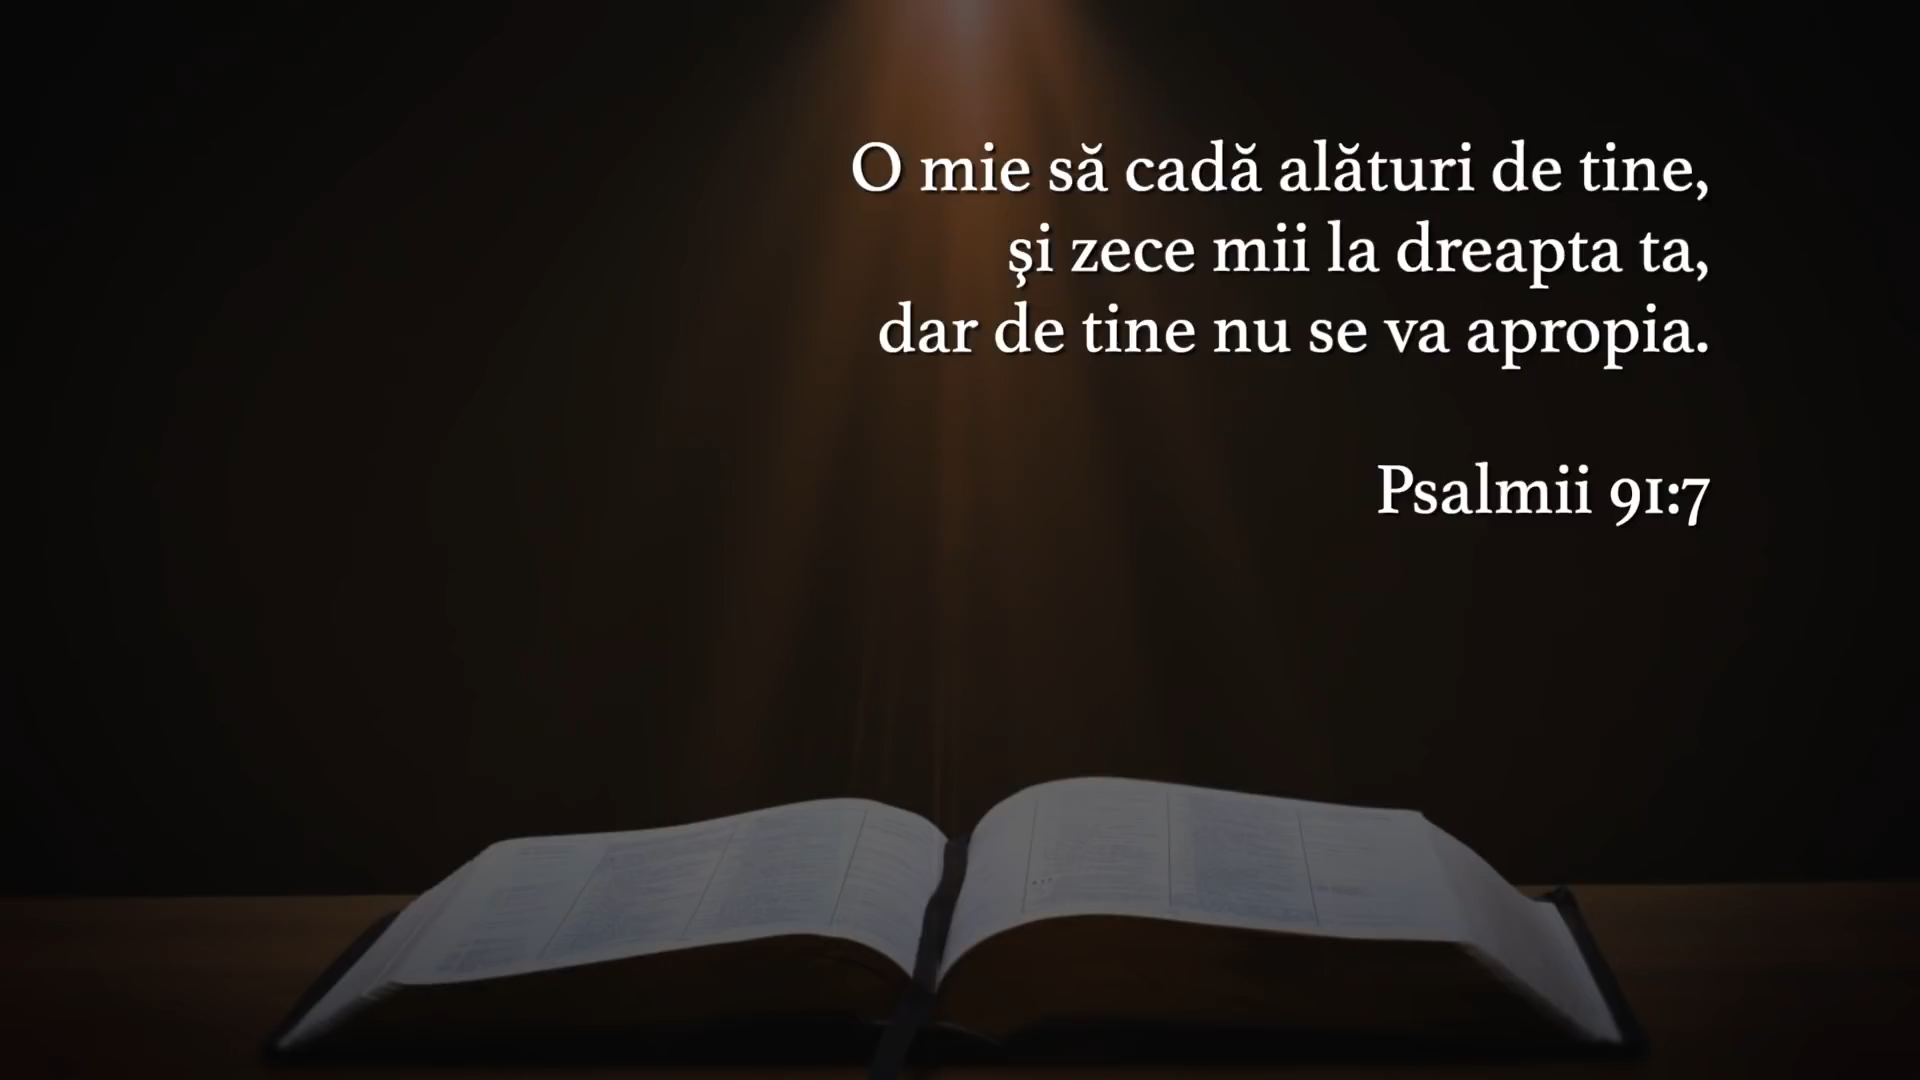 O mie să cadă alături de tine,
şi zece mii la dreapta ta,
dar de tine nu se va apropia.
Psalmii 91:7